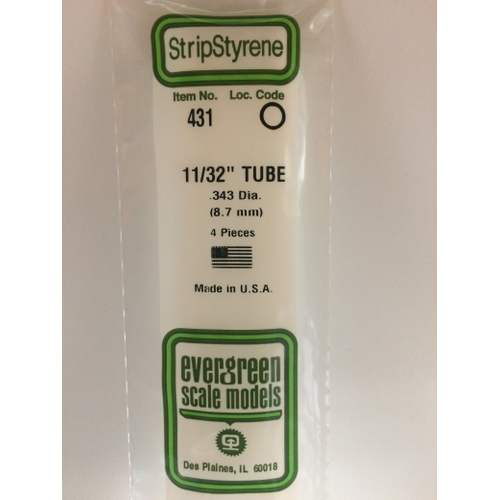 StripStyrene
Item No. Loc. Code
431
11/32" TUBE
.343 Dia.
(8.7 mm)
4 Pieces
Made in U.S.A.
evergreen
scale models
Des Plaines, IL 60018